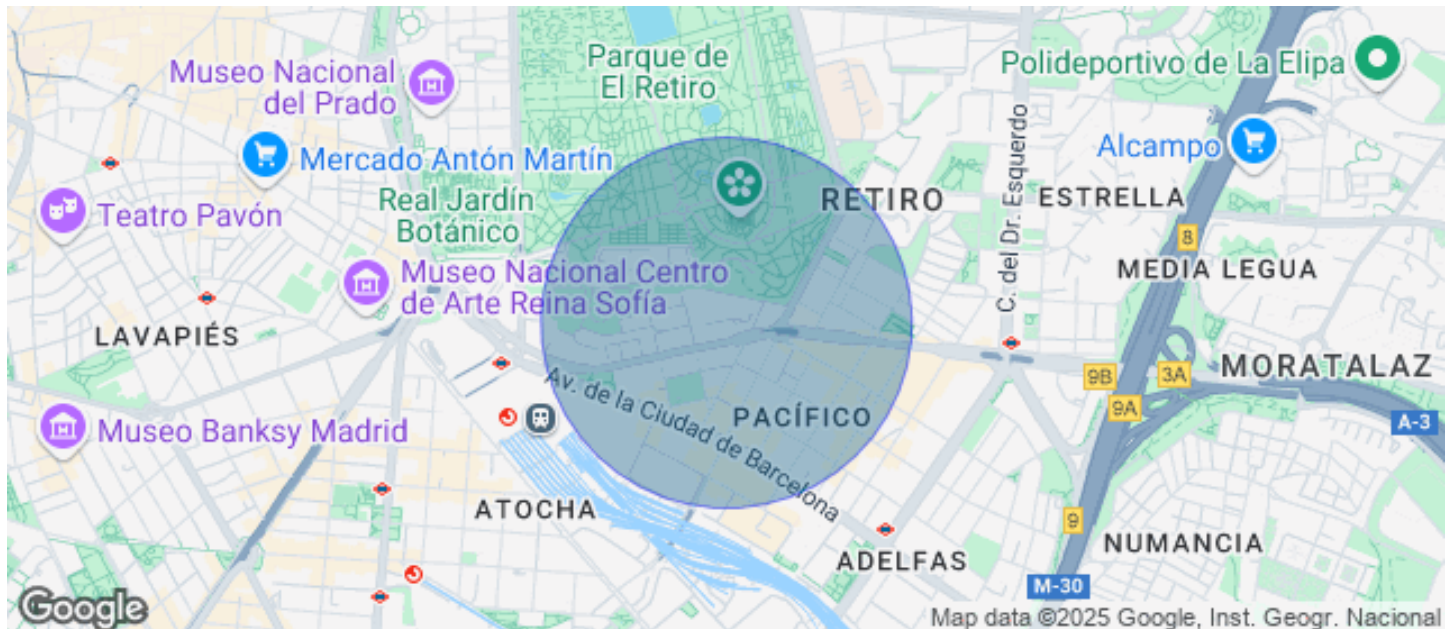 Museo Nacional
del Prado
Parque de
El Retiro
Polideportivo de La Elipa
Mercado Antón Martín
Alcampo
Teatro Pavón
Real Jardín
Botánico
RETIRO
ESTRELLA
C. del Dr. Esquerdo
8
Museo Nacional Centro
de Arte Reina Sofía
MEDIA LEGUA
LAVAPIÉS
MORATALAZ
9B
3A
9A
A-3
Av. de la Ciudad de Barcelona
PACÍFICO
Museo Banksy Madrid
ATOCHA
9
NUMANCIA
ADELFAS
M-30
Google
Map data ©2025 Google, Inst. Geogr. Nacional